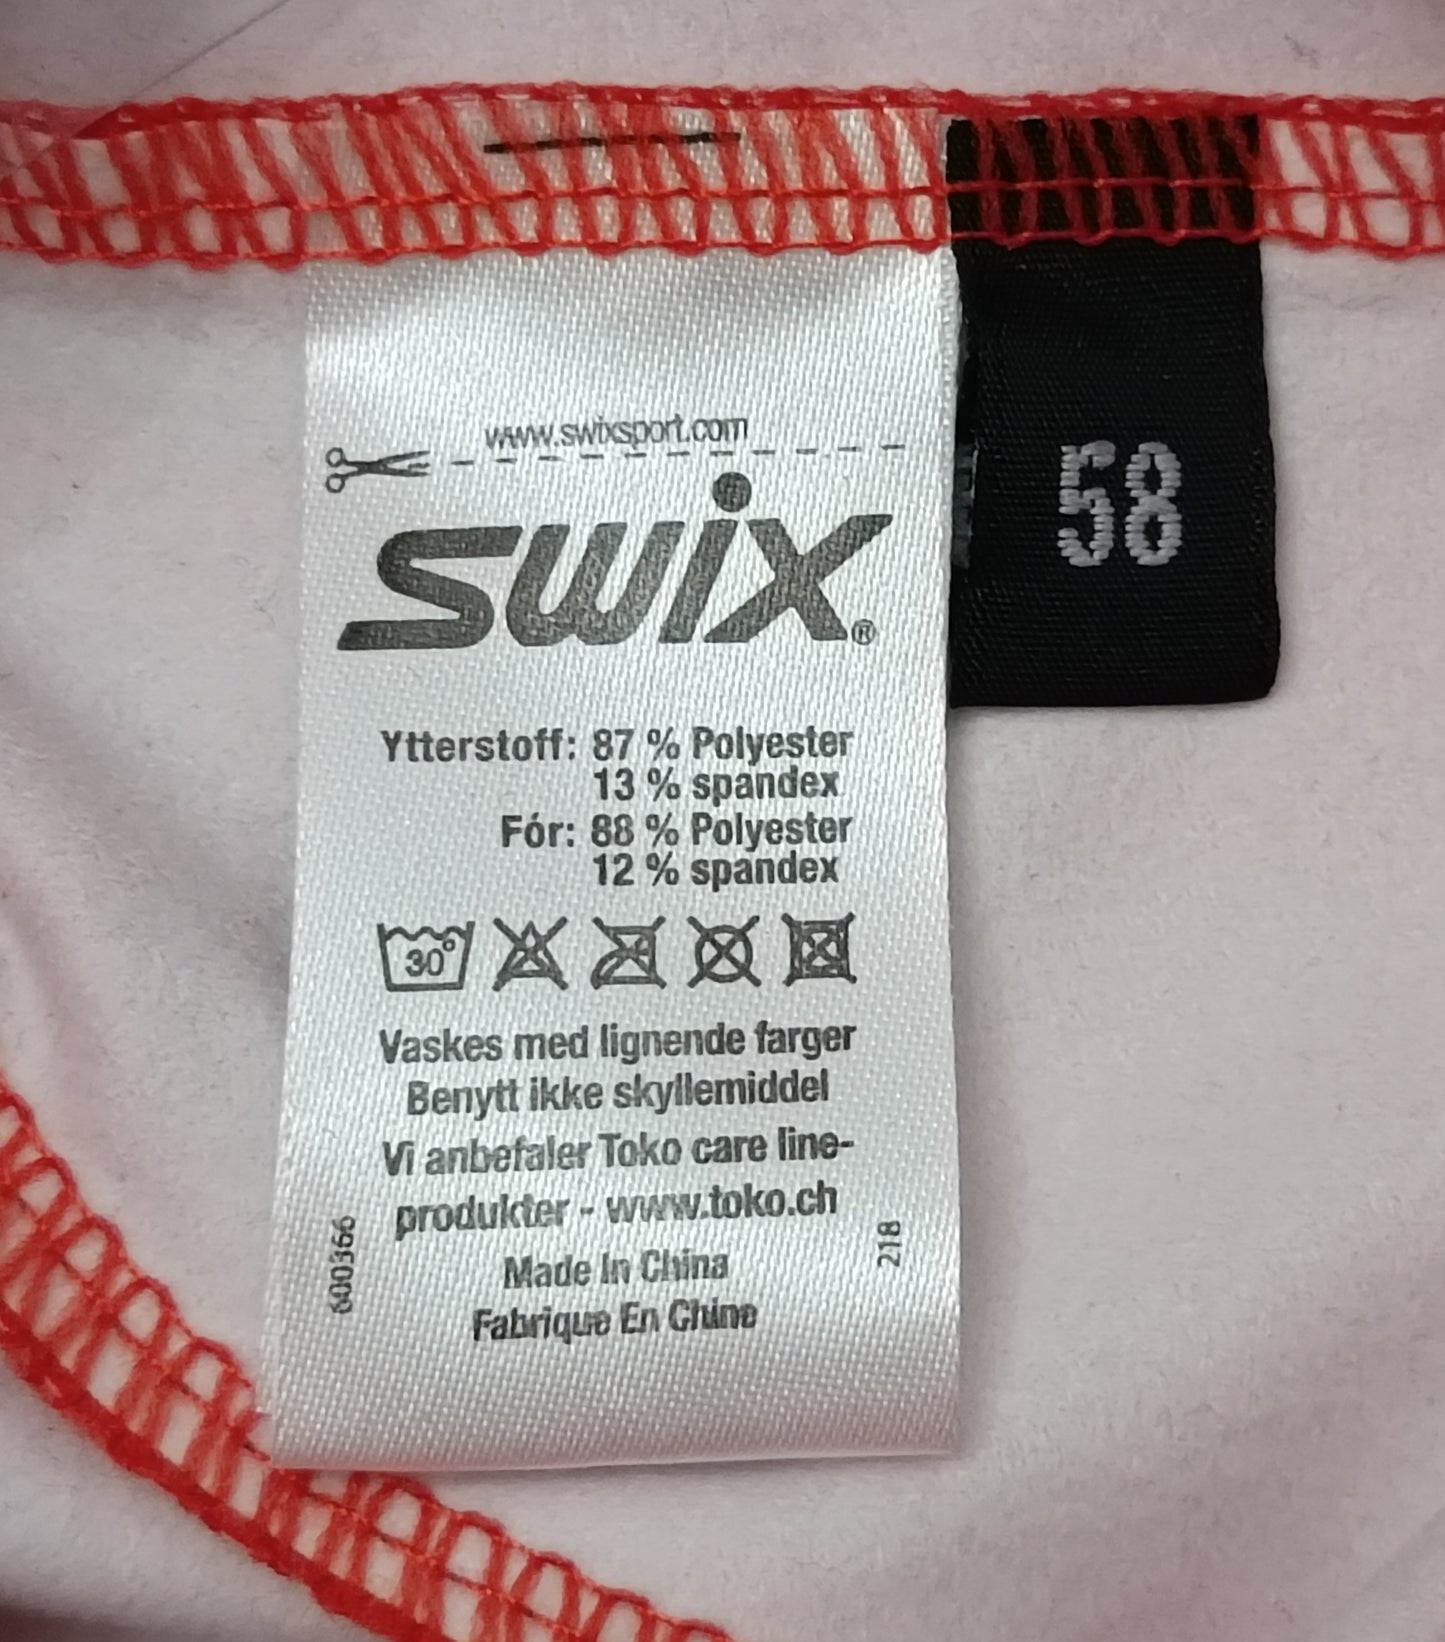 www.swixsport.com
swix®
58
Ytterstoff: 87 % Polyester
13 % spandex
Fór: 88 % Polyester
12 % spandex
30°
Vaskes med lignende farger
Benytt ikke skyllemiddel
Vi anbefaler Toko care line-
produkter - www.toko.ch
Made In China
Fabrique En Chine
600366
218